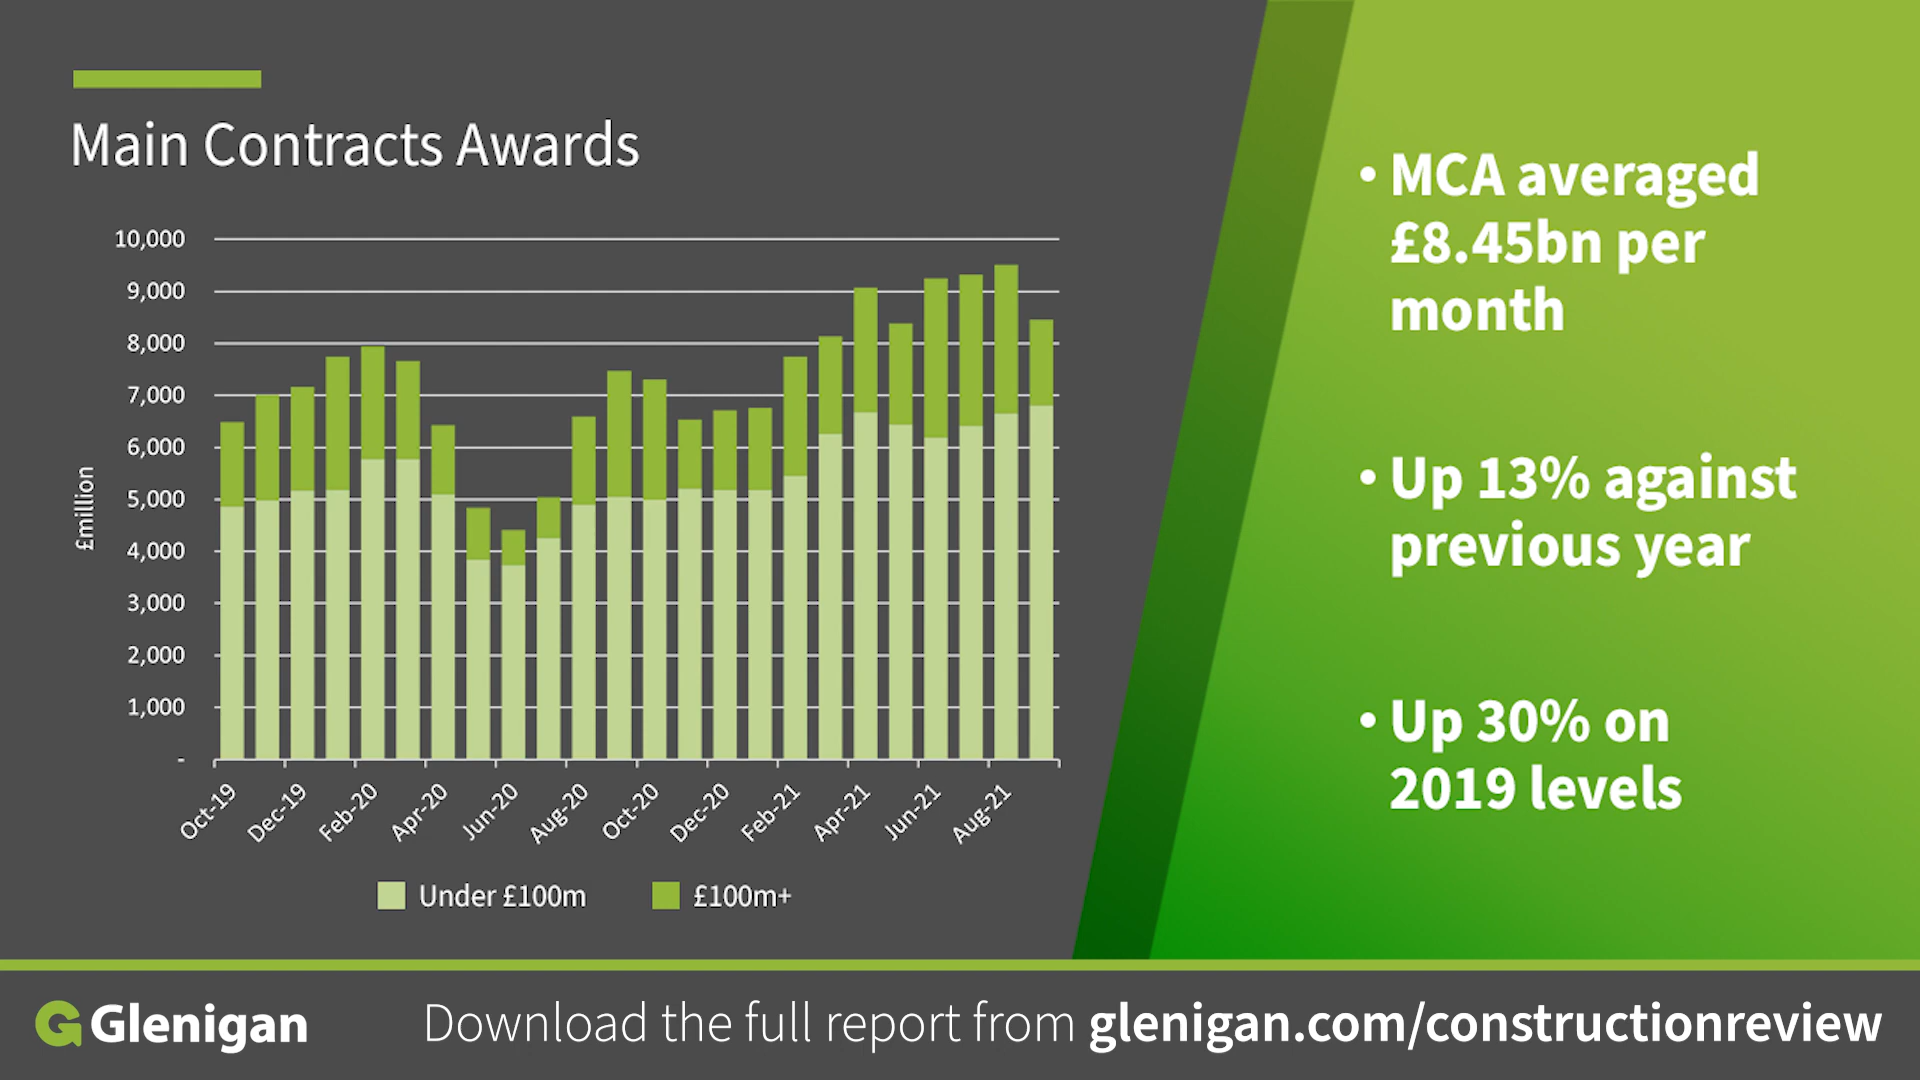 Main Contracts Awards
10,000
9,000
8,000
7,000
6,000
5,000
4,000
3,000
2,000
1,000
-
£million
Oct-19 Dec-19 Feb-20 Apr-20 Jun-20 Aug-20 Oct-20 Dec-20 Feb-21 Apr-21 Jun-21 Aug-21
Under £100m £100m+
• MCA averaged
£8.45bn per
month
• Up 13% against
previous year
• Up 30% on
2019 levels
Glenigan Download the full report from glenigan.com/constructionreview